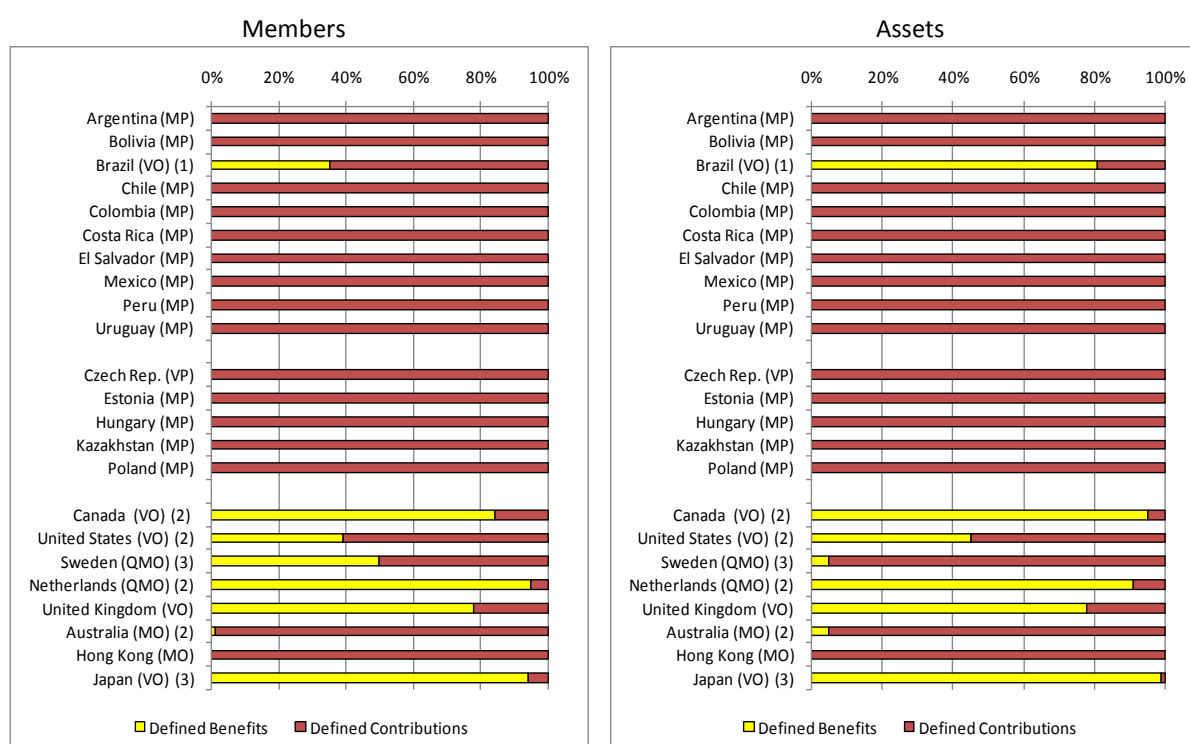 Members
0% 20% 40% 60% 80% 100%
Argentina (MP)
Bolivia (MP)
Brazil (VO) (1)
Chile (MP)
Colombia (MP)
Costa Rica (MP)
El Salvador (MP)
Mexico (MP)
Peru (MP)
Uruguay (MP)
Czech Rep. (VP)
Estonia (MP)
Hungary (MP)
Kazakhstan (MP)
Poland (MP)
Canada (VO) (2)
United States (VO) (2)
Sweden (QMO) (3)
Netherlands (QMO) (2)
United Kingdom (VO)
Australia (MO) (2)
Hong Kong (MO)
Japan (VO) (3)
Defined Benefits Defined Contributions
Assets
0% 20% 40% 60% 80% 100%
Argentina (MP)
Bolivia (MP)
Brazil (VO) (1)
Chile (MP)
Colombia (MP)
Costa Rica (MP)
El Salvador (MP)
Mexico (MP)
Peru (MP)
Uruguay (MP)
Czech Rep. (VP)
Estonia (MP)
Hungary (MP)
Kazakhstan (MP)
Poland (MP)
Canada (VO) (2)
United States (VO) (2)
Sweden (QMO) (3)
Netherlands (QMO) (2)
United Kingdom (VO)
Australia (MO) (2)
Hong Kong (MO)
Japan (VO) (3)
Defined Benefits Defined Contributions